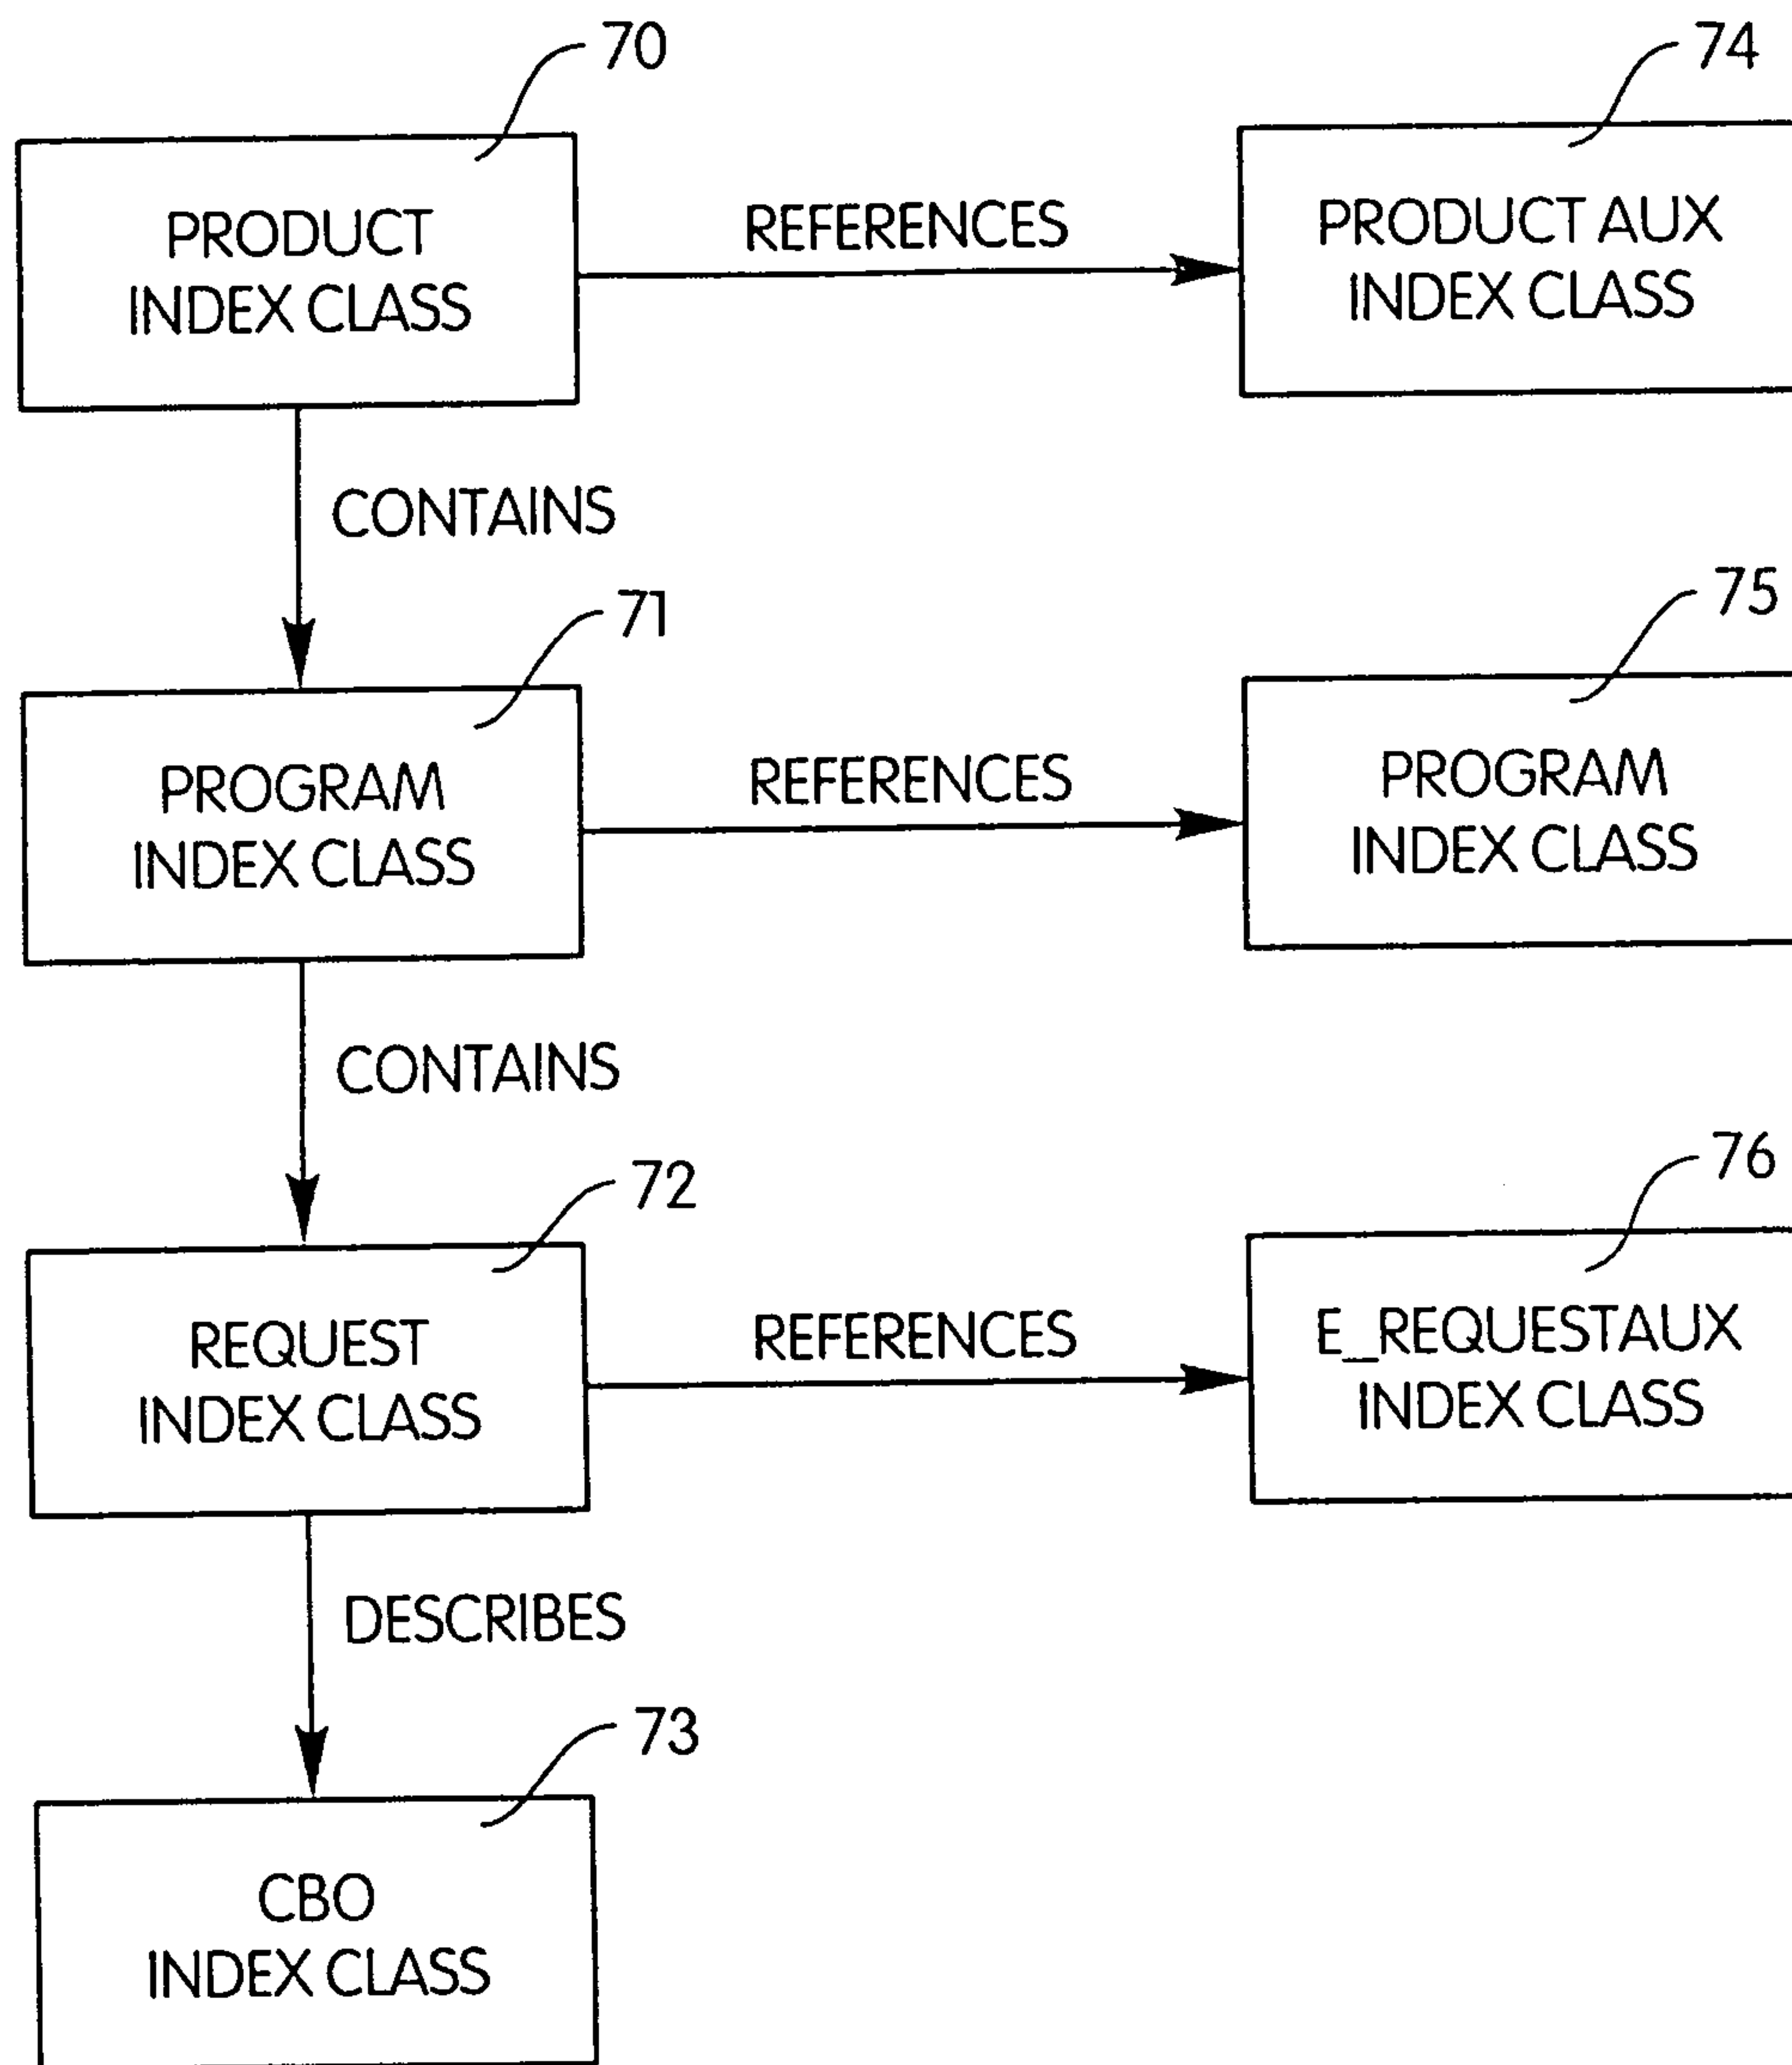 70
74
PRODUCT
INDEX CLASS
REFERENCES
PRODUCT AUX
INDEX CLASS
CONTAINS
71
75
PROGRAM
INDEX CLASS
REFERENCES
PROGRAM
INDEX CLASS
CONTAINS
72
76
REQUEST
INDEX CLASS
REFERENCES
E_REQUESTAUX
INDEX CLASS
DESCRIBES
73
CBO
INDEX CLASS